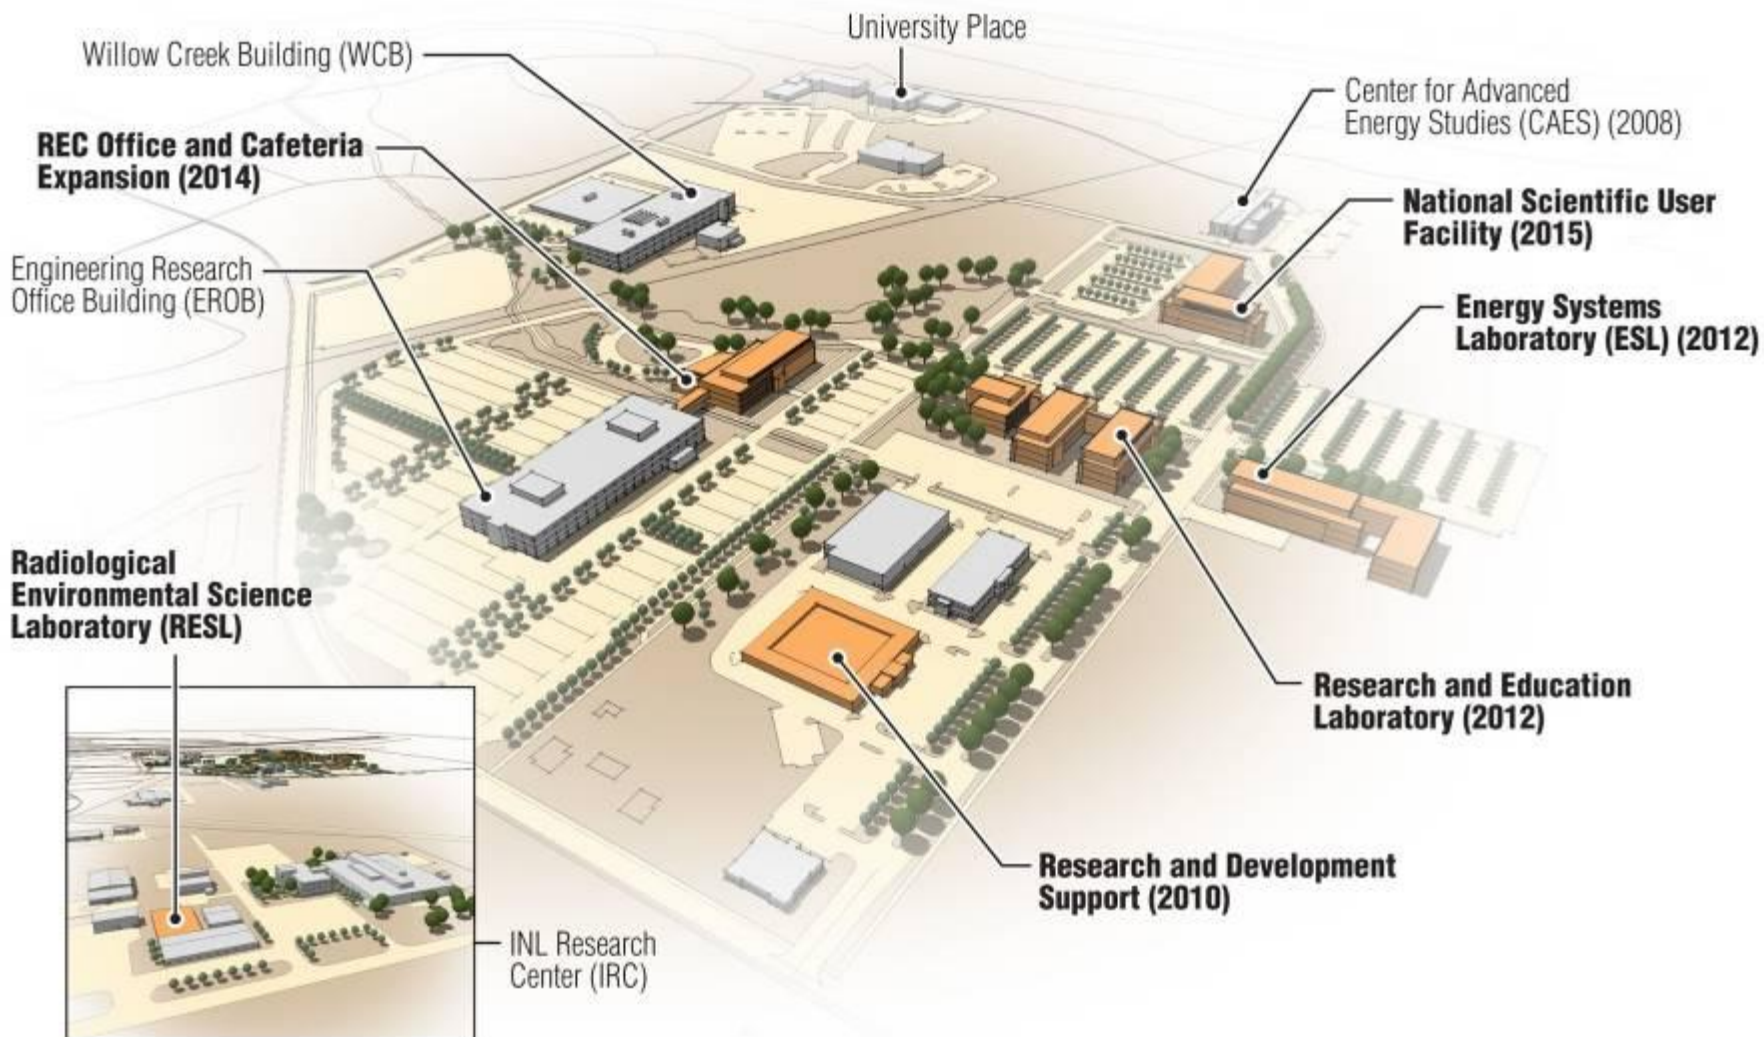 University Place
Willow Creek Building (WCB)
Center for Advanced
Energy Studies (CAES) (2008)
REC Office and Cafeteria
Expansion (2014)
National Scientific User
Facility (2015)
Engineering Research
Office Building (EROB)
Energy Systems
Laboratory (ESL) (2012)
Radiological
Environmental Science
Laboratory (RESL)
Research and Education
Laboratory (2012)
Research and Development
Support (2010)
INL Research
Center (IRC)